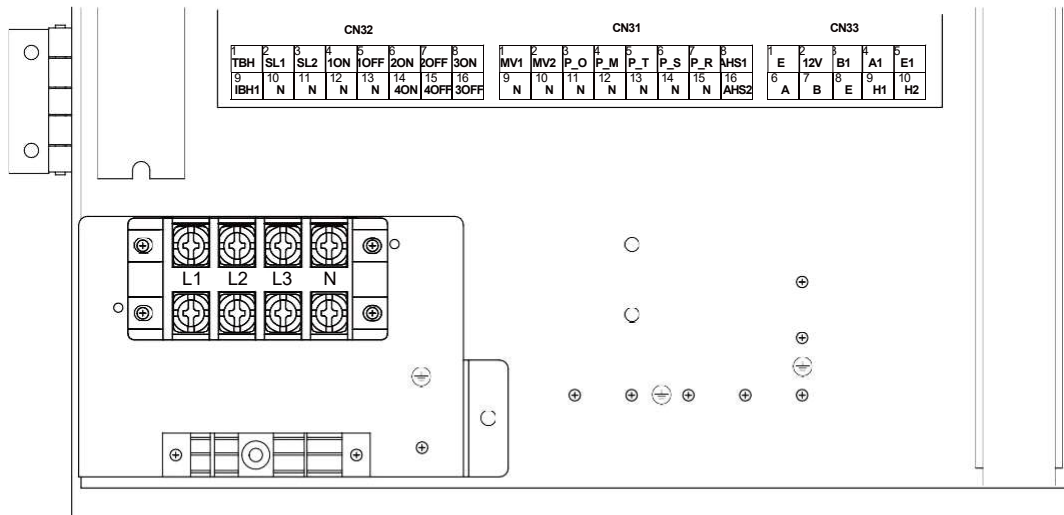 CN32 CN31 CN33
1 2 3 4 5 6 7 8 1 2 3 4 5 6 7 8 1 2 3 4 5
TBH SL1 SL2 1ON 1OFF 2ON 2OFF 3ON MV1 MV2 P_O P_M P_T P_S P_R AHS1 E 12V B1 A1 E1
9 10 11 12 13 14 15 16 9 10 11 12 13 14 15 16 6 7 8 9 10
IBH1 N N N N 4ON 4OFF 3OFF N N N N N N N AHS2 A B E H1 H2
L1 L2 L3 N